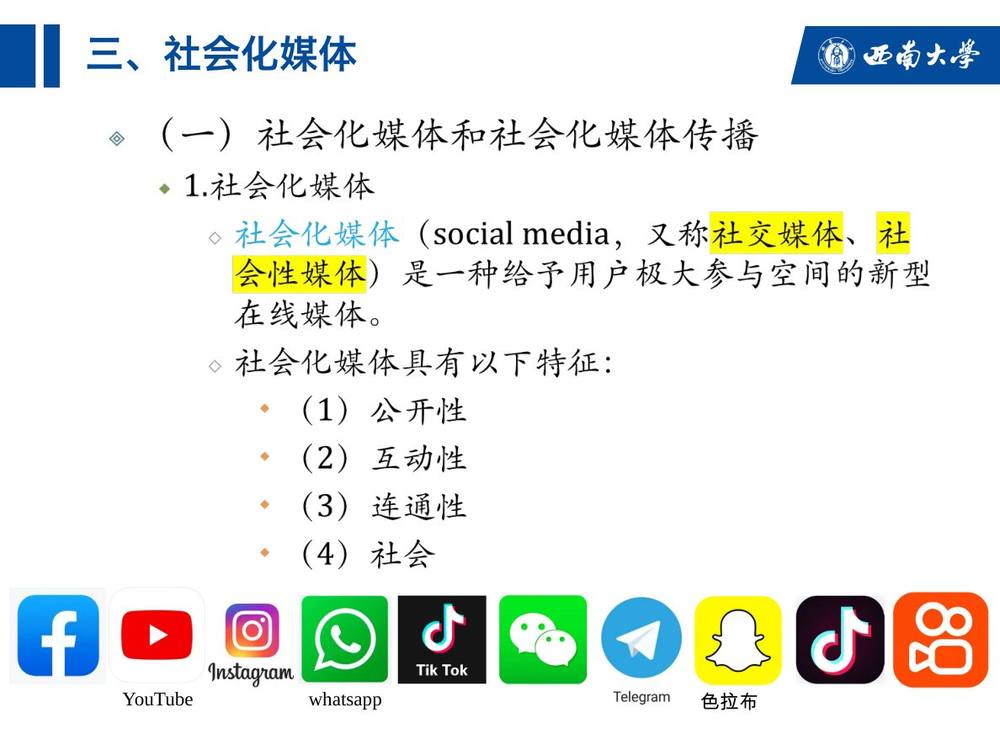 三、社会化媒体
西南大学
（一）社会化媒体和社会化媒体传播
1.社会化媒体
社会化媒体（social media，又称社交媒体、社
会性媒体）是一种给予用户极大参与空间的新型
在线媒体。
社会化媒体具有以下特征：
（1）公开性
（2）互动性
（3）连通性
（4）社会
Instagram
Tik Tok
YouTube
whatsapp
Telegram
色拉布